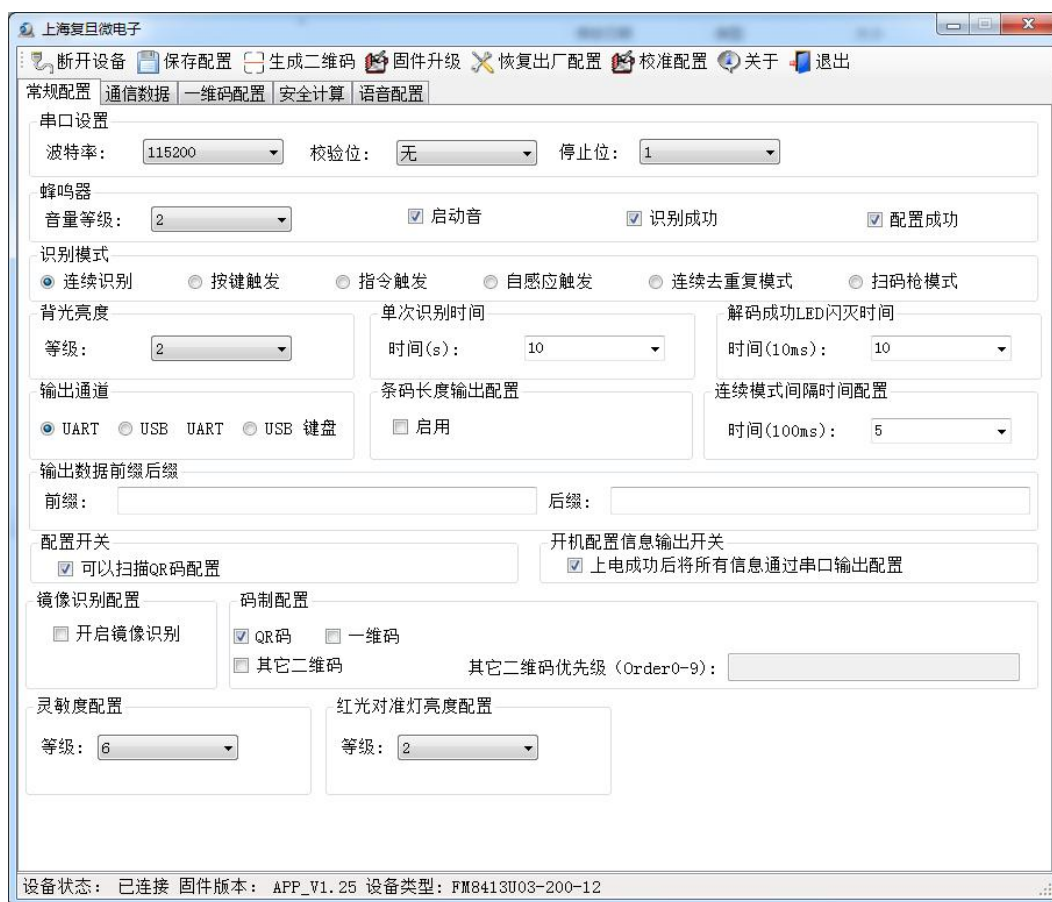 上海复旦微电子
断开设备 保存配置 生成二维码 固件升级 恢复出厂配置 校准配置 关于 退出
常规配置 通信数据 一维码配置 安全计算 语音配置
串口设置
波特率: 115200 校验位: 无 停止位: 1
蜂鸣器
音量等级: 2 启动音 识别成功 配置成功
识别模式
连续识别 按键触发 指令触发 自感应触发 连续去重复模式 扫码枪模式
背光亮度 单次识别时间 解码成功LED闪灭时间
等级: 2 时间(s): 10 时间(10ms): 10
输出通道 条码长度输出配置 连续模式间隔时间配置
UART USB UART USB 键盘 启用 时间(100ms): 5
输出数据前缀后缀
前缀: 后缀:
配置开关 开机配置信息输出开关
可以扫描QR码配置 上电成功后将所有信息通过串口输出配置
镜像识别配置 码制配置
开启镜像识别 QR码 一维码
其它二维码 其它二维码优先级（Order0-9）:
灵敏度配置 红光对准灯亮度配置
等级: 6 等级: 2
设备状态: 已连接 固件版本: APP_V1.25 设备类型: FM8413U03-200-12